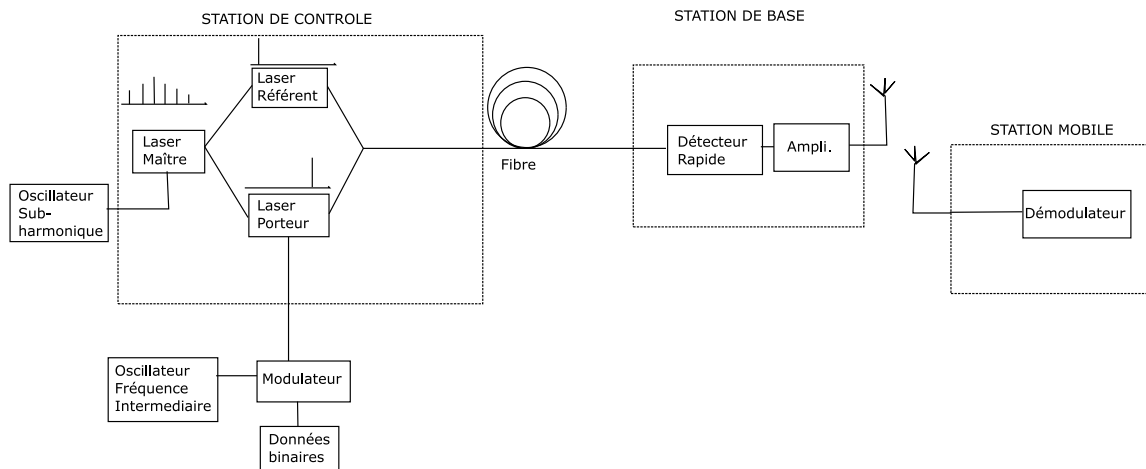 STATION DE CONTROLE
STATION DE BASE
STATION MOBILE
Laser
Référent
Laser
Maître
Oscillateur
Sub-
harmonique
Laser
Porteur
Fibre
Détecteur
Rapide
Ampli.
Démodulateur
Oscillateur
Fréquence
Intermediaire
Modulateur
Données
binaires